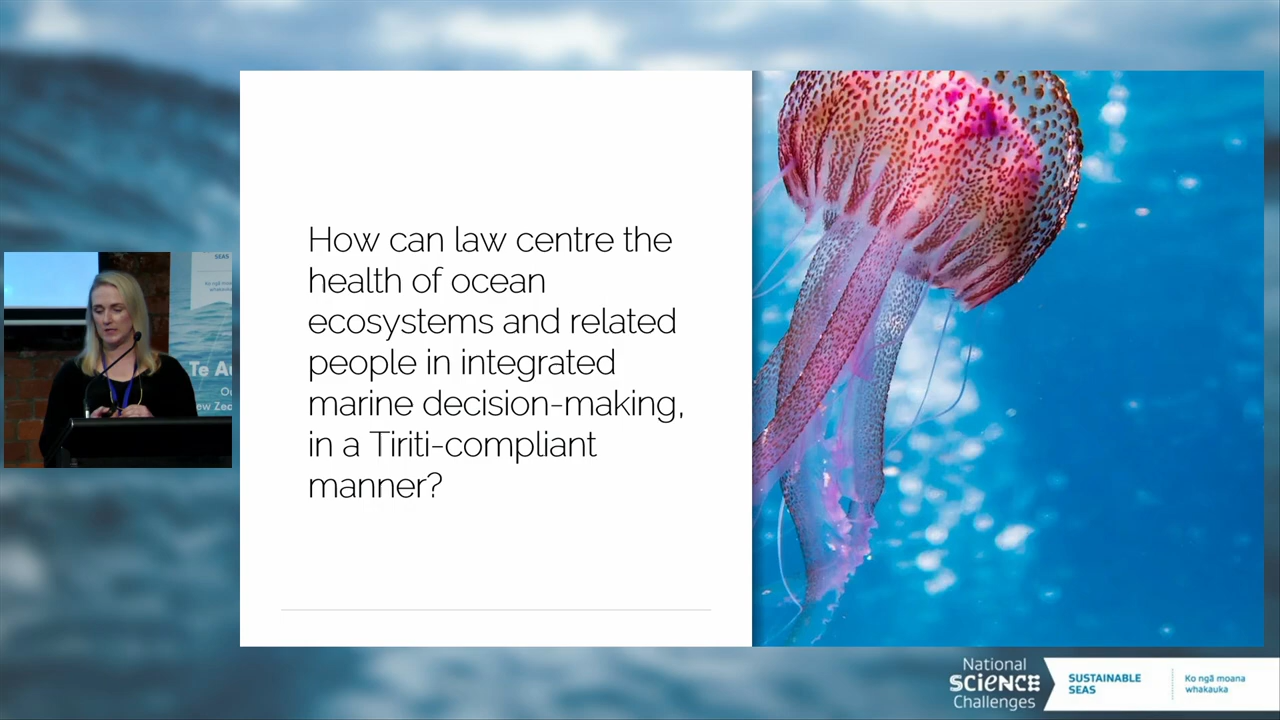 How can law centre the
health of ocean
ecosystems and related
people in integrated
marine decision-making,
in a Tiriti-compliant
manner?
SEAS
Te Au
National
SCIENCE
Challenges
SUSTAINABLE
SEAS
Ko ngā moana
whakauka